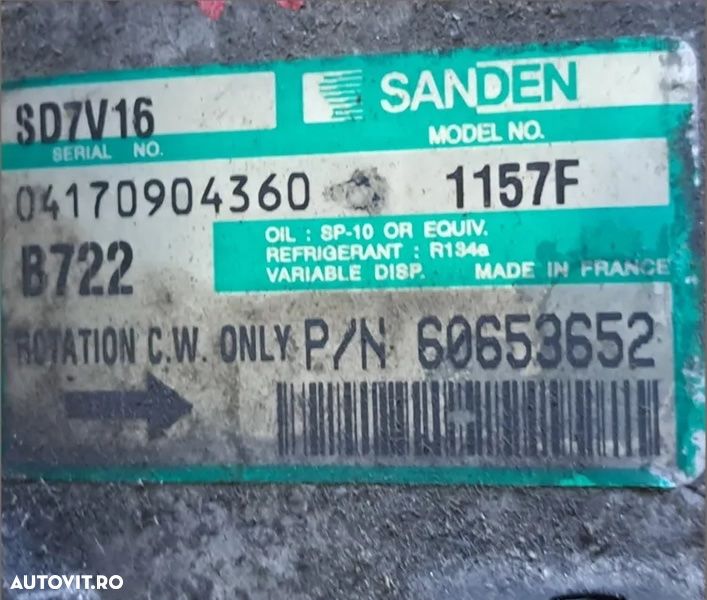 SANDEN
SD7V16
MODEL NO.
SERIAL NO.
04170904360
1157F
OIL : SP-10 OR EQUIV.
REFRIGERANT : R134a
B722
VARIABLE DISP. MADE IN FRANCE
ROTATION C.W. ONLY P/N 60653652
AUTOVIT.RO